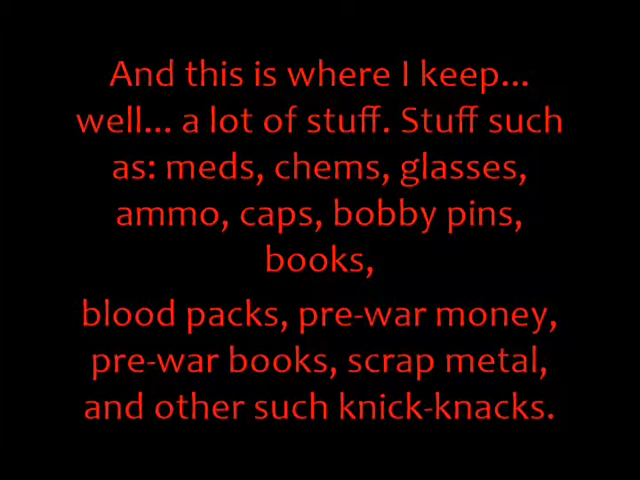 And this is where I keep...
well... a lot of stuff. Stuff such
as: meds, chems, glasses,
ammo, caps, bobby pins,
books,
blood packs, pre-war money,
pre-war books, scrap metal,
and other such knick-knacks.